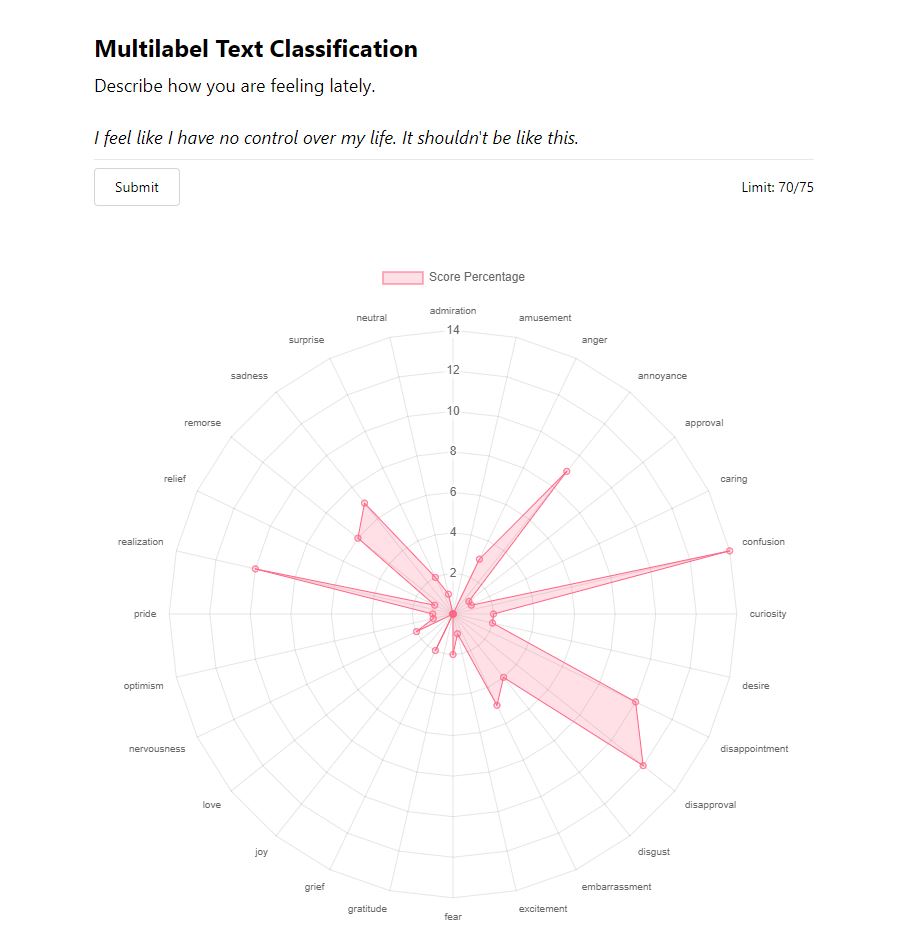 Multilabel Text Classification
Describe how you are feeling lately.
I feel like I have no control over my life. It shouldn't be like this.
Submit
Limit: 70/75
Score Percentage
admiration
amusement
anger
annoyance
approval
caring
confusion
curiosity
desire
disappointment
disapproval
disgust
embarrassment
excitement
fear
gratitude
grief
joy
love
nervousness
optimism
pride
realization
relief
remorse
sadness
surprise
neutral
14
12
10
8
6
4
2